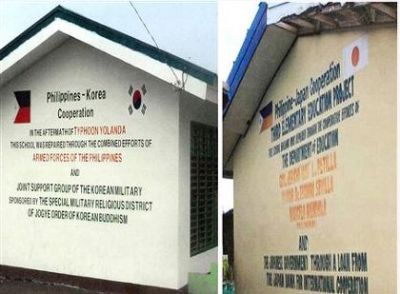 Philippines - Korea
Cooperation
IN THE AFTERMATH OF TYPHOON YOLANDA
THIS SCHOOL WAS REPAIRED THROUGH THE COMBINED EFFORTS OF
ARMED FORCES OF THE PHILIPPINES
AND
JOINT SUPPORT GROUP OF THE KOREAN MILITARY
SPONSORED BY THE SPECIAL MILITARY RELIGIOUS DISTRICT
OF JOGYE ORDER OF KOREAN BUDDHISM
Philippine-Japan Cooperation
THIRD ELEMENTARY EDUCATION PROJECT
THE DEPARTMENT OF EDUCATION
PETILLA
AND
THE JAPANESE GOVERNMENT THROUGH A LOAN FROM
THE JAPAN BANK FOR INTERNATIONAL COOPERATION